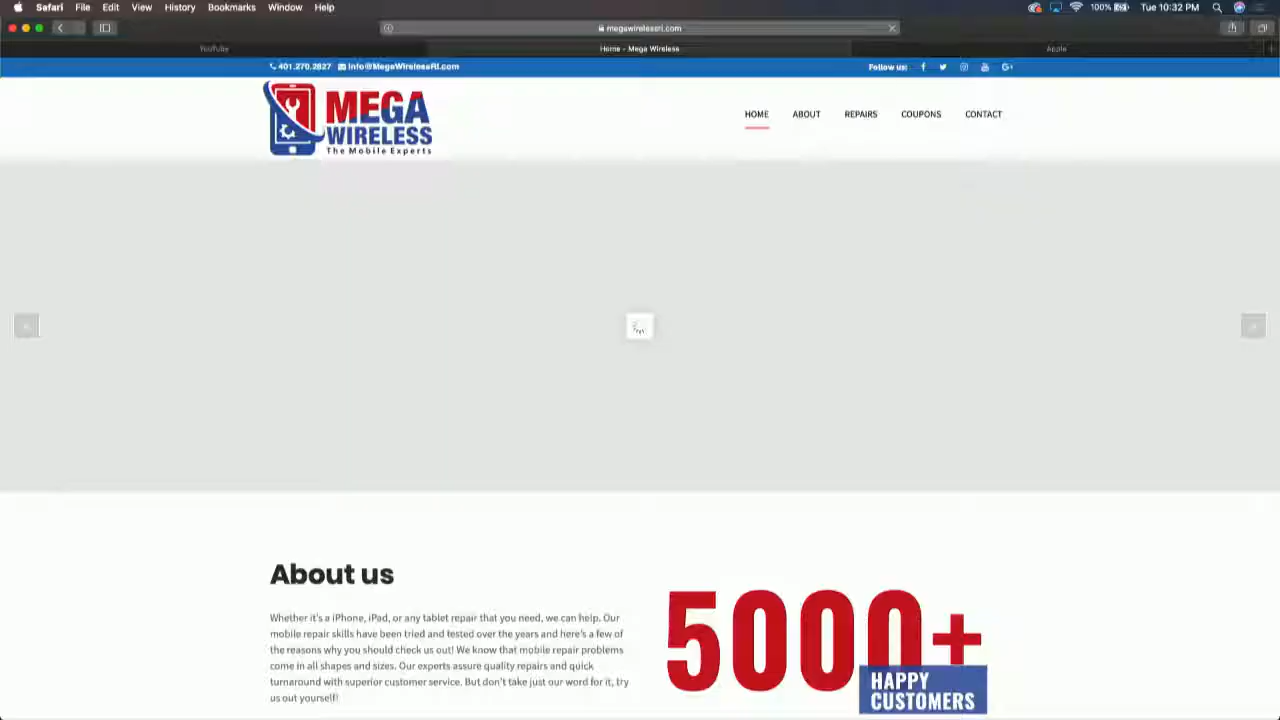 Safari File Edit View History Bookmarks Window Help 100% Tue 10:32 PM
megawirelessri.com
YouTube Home - Mega Wireless Apple
401.270.2827 Info@MegaWirelessRI.com Follow us:
MEGA
WIRELESS
The Mobile Experts
HOME ABOUT REPAIRS COUPONS CONTACT
About us
Whether it's a iPhone, iPad, or any tablet repair that you need, we can help. Our
mobile repair skills have been tried and tested over the years and here's a few of
the reasons why you should check us out! We know that mobile repair problems
come in all shapes and sizes. Our experts assure quality repairs and quick
turnaround with superior customer service. But don't take just our word for it, try
us out yourself!
5000+
HAPPY
CUSTOMERS